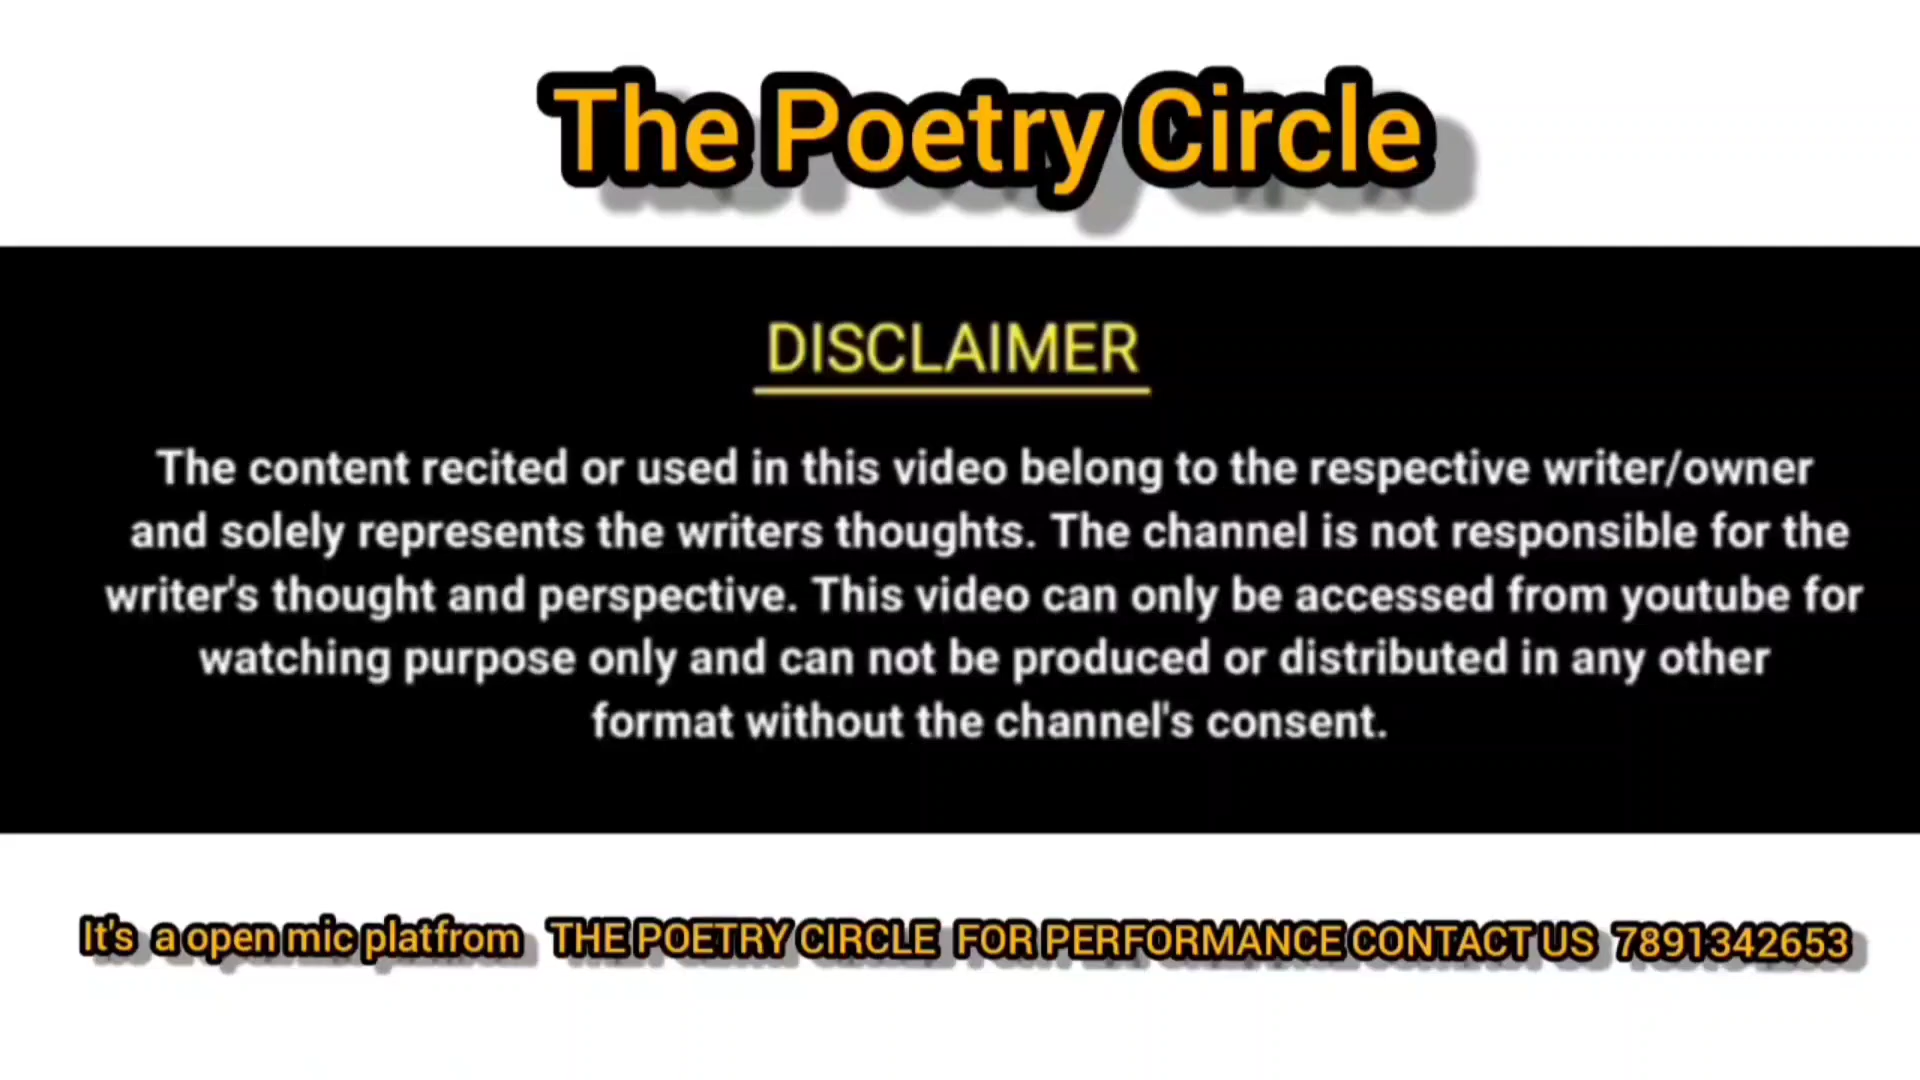 The Poetry Circle
DISCLAIMER
The content recited or used in this video belong to the respective writer/owner
and solely represents the writers thoughts. The channel is not responsible for the
writer's thought and perspective. This video can only be accessed from youtube for
watching purpose only and can not be produced or distributed in any other
format without the channel's consent.
It's a open mic platfrom THE POETRY CIRCLE FOR PERFORMANCE CONTACT US 7891342653